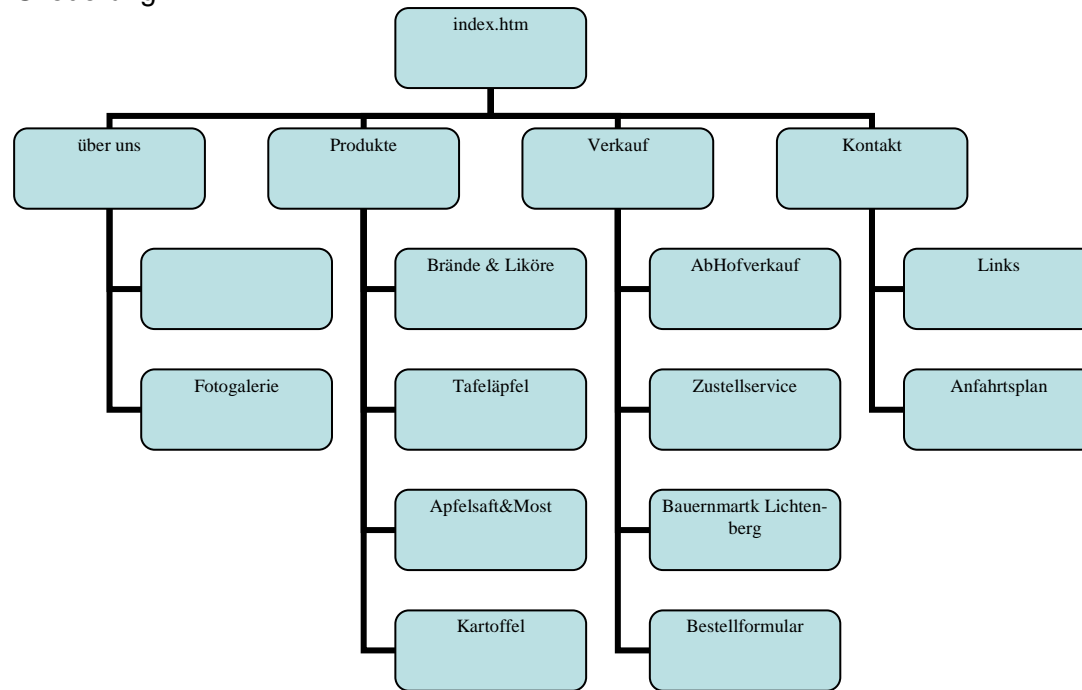 index.htm
über uns
Produkte
Verkauf
Kontakt
Brände & Liköre
AbHofverkauf
Links
Fotogalerie
Tafeläpfel
Zustellservice
Anfahrtsplan
Apfelsaft&Most
Bauernmartk Lichten-
berg
Kartoffel
Bestellformular